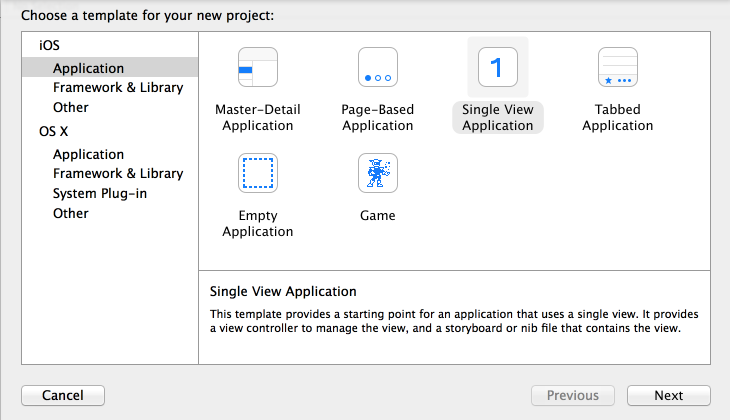 Choose a template for your new project:
iOS
Application
Framework & Library
Other
OS X
Application
Framework & Library
System Plug-in
Other
Master-Detail
Application
Page-Based
Application
1
Single View
Application
Tabbed
Application
Empty
Application
Game
Single View Application
This template provides a starting point for an application that uses a single view. It provides
a view controller to manage the view, and a storyboard or nib file that contains the view.
Cancel
Previous
Next